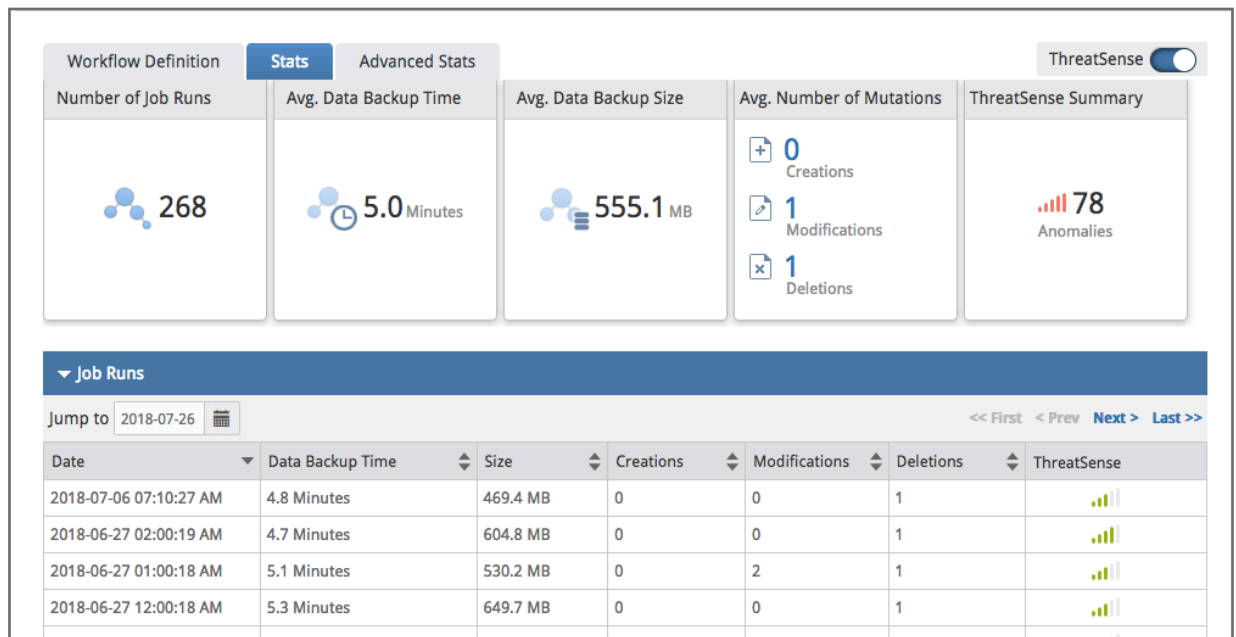 Workflow Definition Stats Advanced Stats ThreatSense
Number of Job Runs Avg. Data Backup Time Avg. Data Backup Size Avg. Number of Mutations ThreatSense Summary
0
Creations
268 5.0 Minutes 555.1 MB 1 78
Modifications Anomalies
1
Deletions
Job Runs
Jump to 2018-07-26 << First < Prev Next > Last >>
Date Data Backup Time Size Creations Modifications Deletions ThreatSense
2018-07-06 07:10:27 AM 4.8 Minutes 469.4 MB 0 0 1
2018-06-27 02:00:19 AM 4.7 Minutes 604.8 MB 0 0 1
2018-06-27 01:00:18 AM 5.1 Minutes 530.2 MB 0 2 1
2018-06-27 12:00:18 AM 5.3 Minutes 649.7 MB 0 0 1